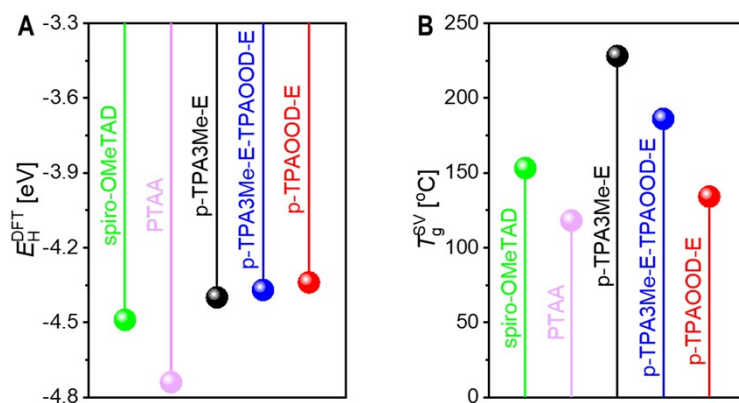 A
-3.3
-3.6
-3.9
-4.2
-4.5
-4.8
E_H^DFT [eV]
spiro-OMeTAD
PTAA
p-TPA3Me-E
p-TPA3Me-E-TPAOOD-E
p-TPAOOD-E
B
250
200
150
100
50
0
T_g^SV [ºC]
spiro-OMeTAD
PTAA
p-TPA3Me-E
p-TPA3Me-E-TPAOOD-E
p-TPAOOD-E